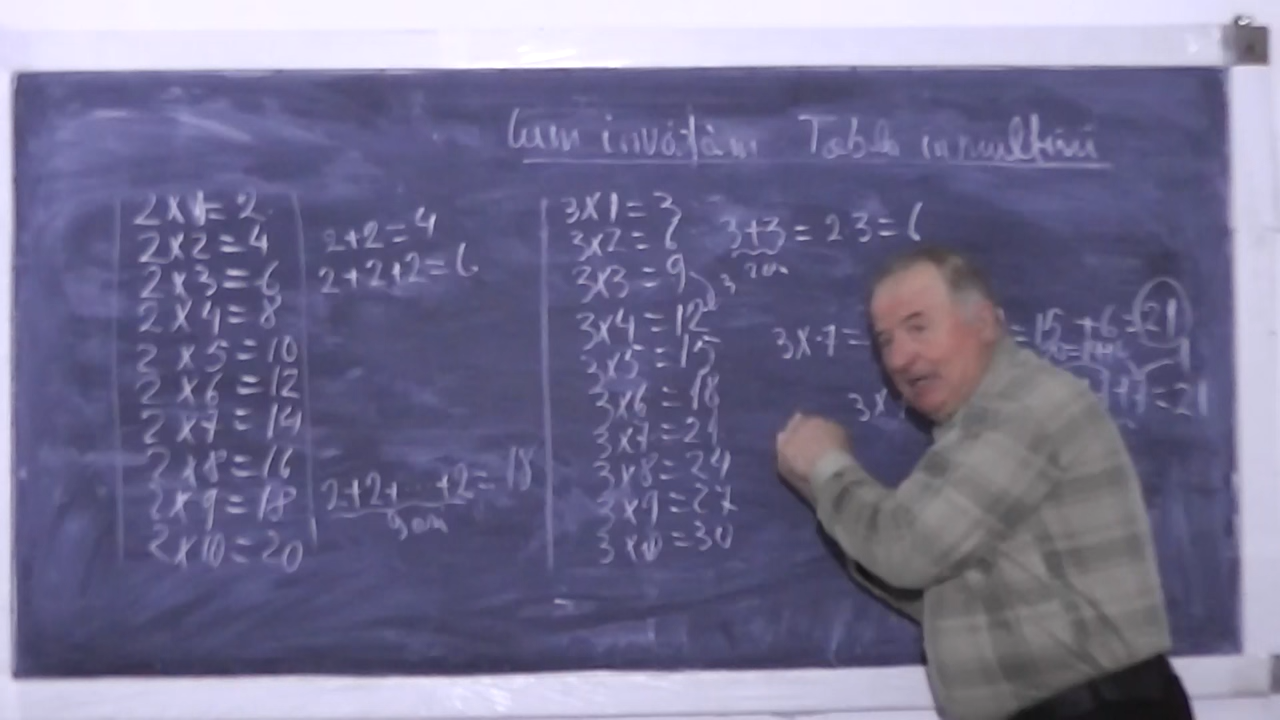 Cum învățăm Tabla înmulțirii
2x1=2
2x2=4
2x3=6
2x4=8
2x5=10
2x6=12
2x7=14
2x8=16
2x9=18
2x10=20
2+2=4
2+2+2=6
2+2+...+2=18
3x1=3
3x2=6
3x3=9
3x4=12
3x5=15
3x6=18
3x7=21
3x8=24
3x9=27
3x10=30
3
3+3=2·3=6
3x7= =15+6=21
3x +7=21